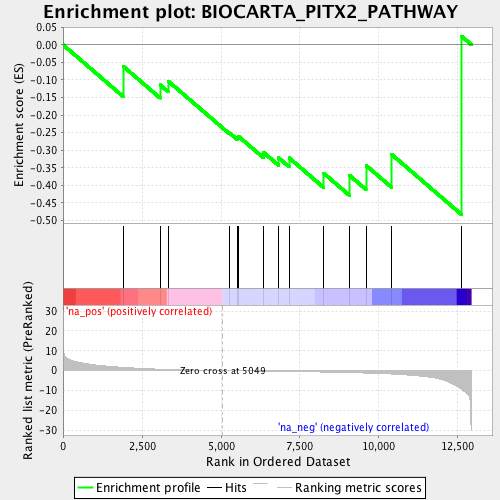 Enrichment plot: BIOCARTA_PITX2_PATHWAY
Enrichment score (ES)
0.05
0.00
-0.05
-0.10
-0.15
-0.20
-0.25
-0.30
-0.35
-0.40
-0.45
-0.50
'na_pos' (positively correlated)
Ranked list metric (PreRanked)
30
20
10
0
-10
-20
-30
Zero cross at 5049
'na_neg' (negatively correlated)
0
2,500
5,000
7,500
10,000
12,500
Rank in Ordered Dataset
Enrichment profile
Hits
Ranking metric scores